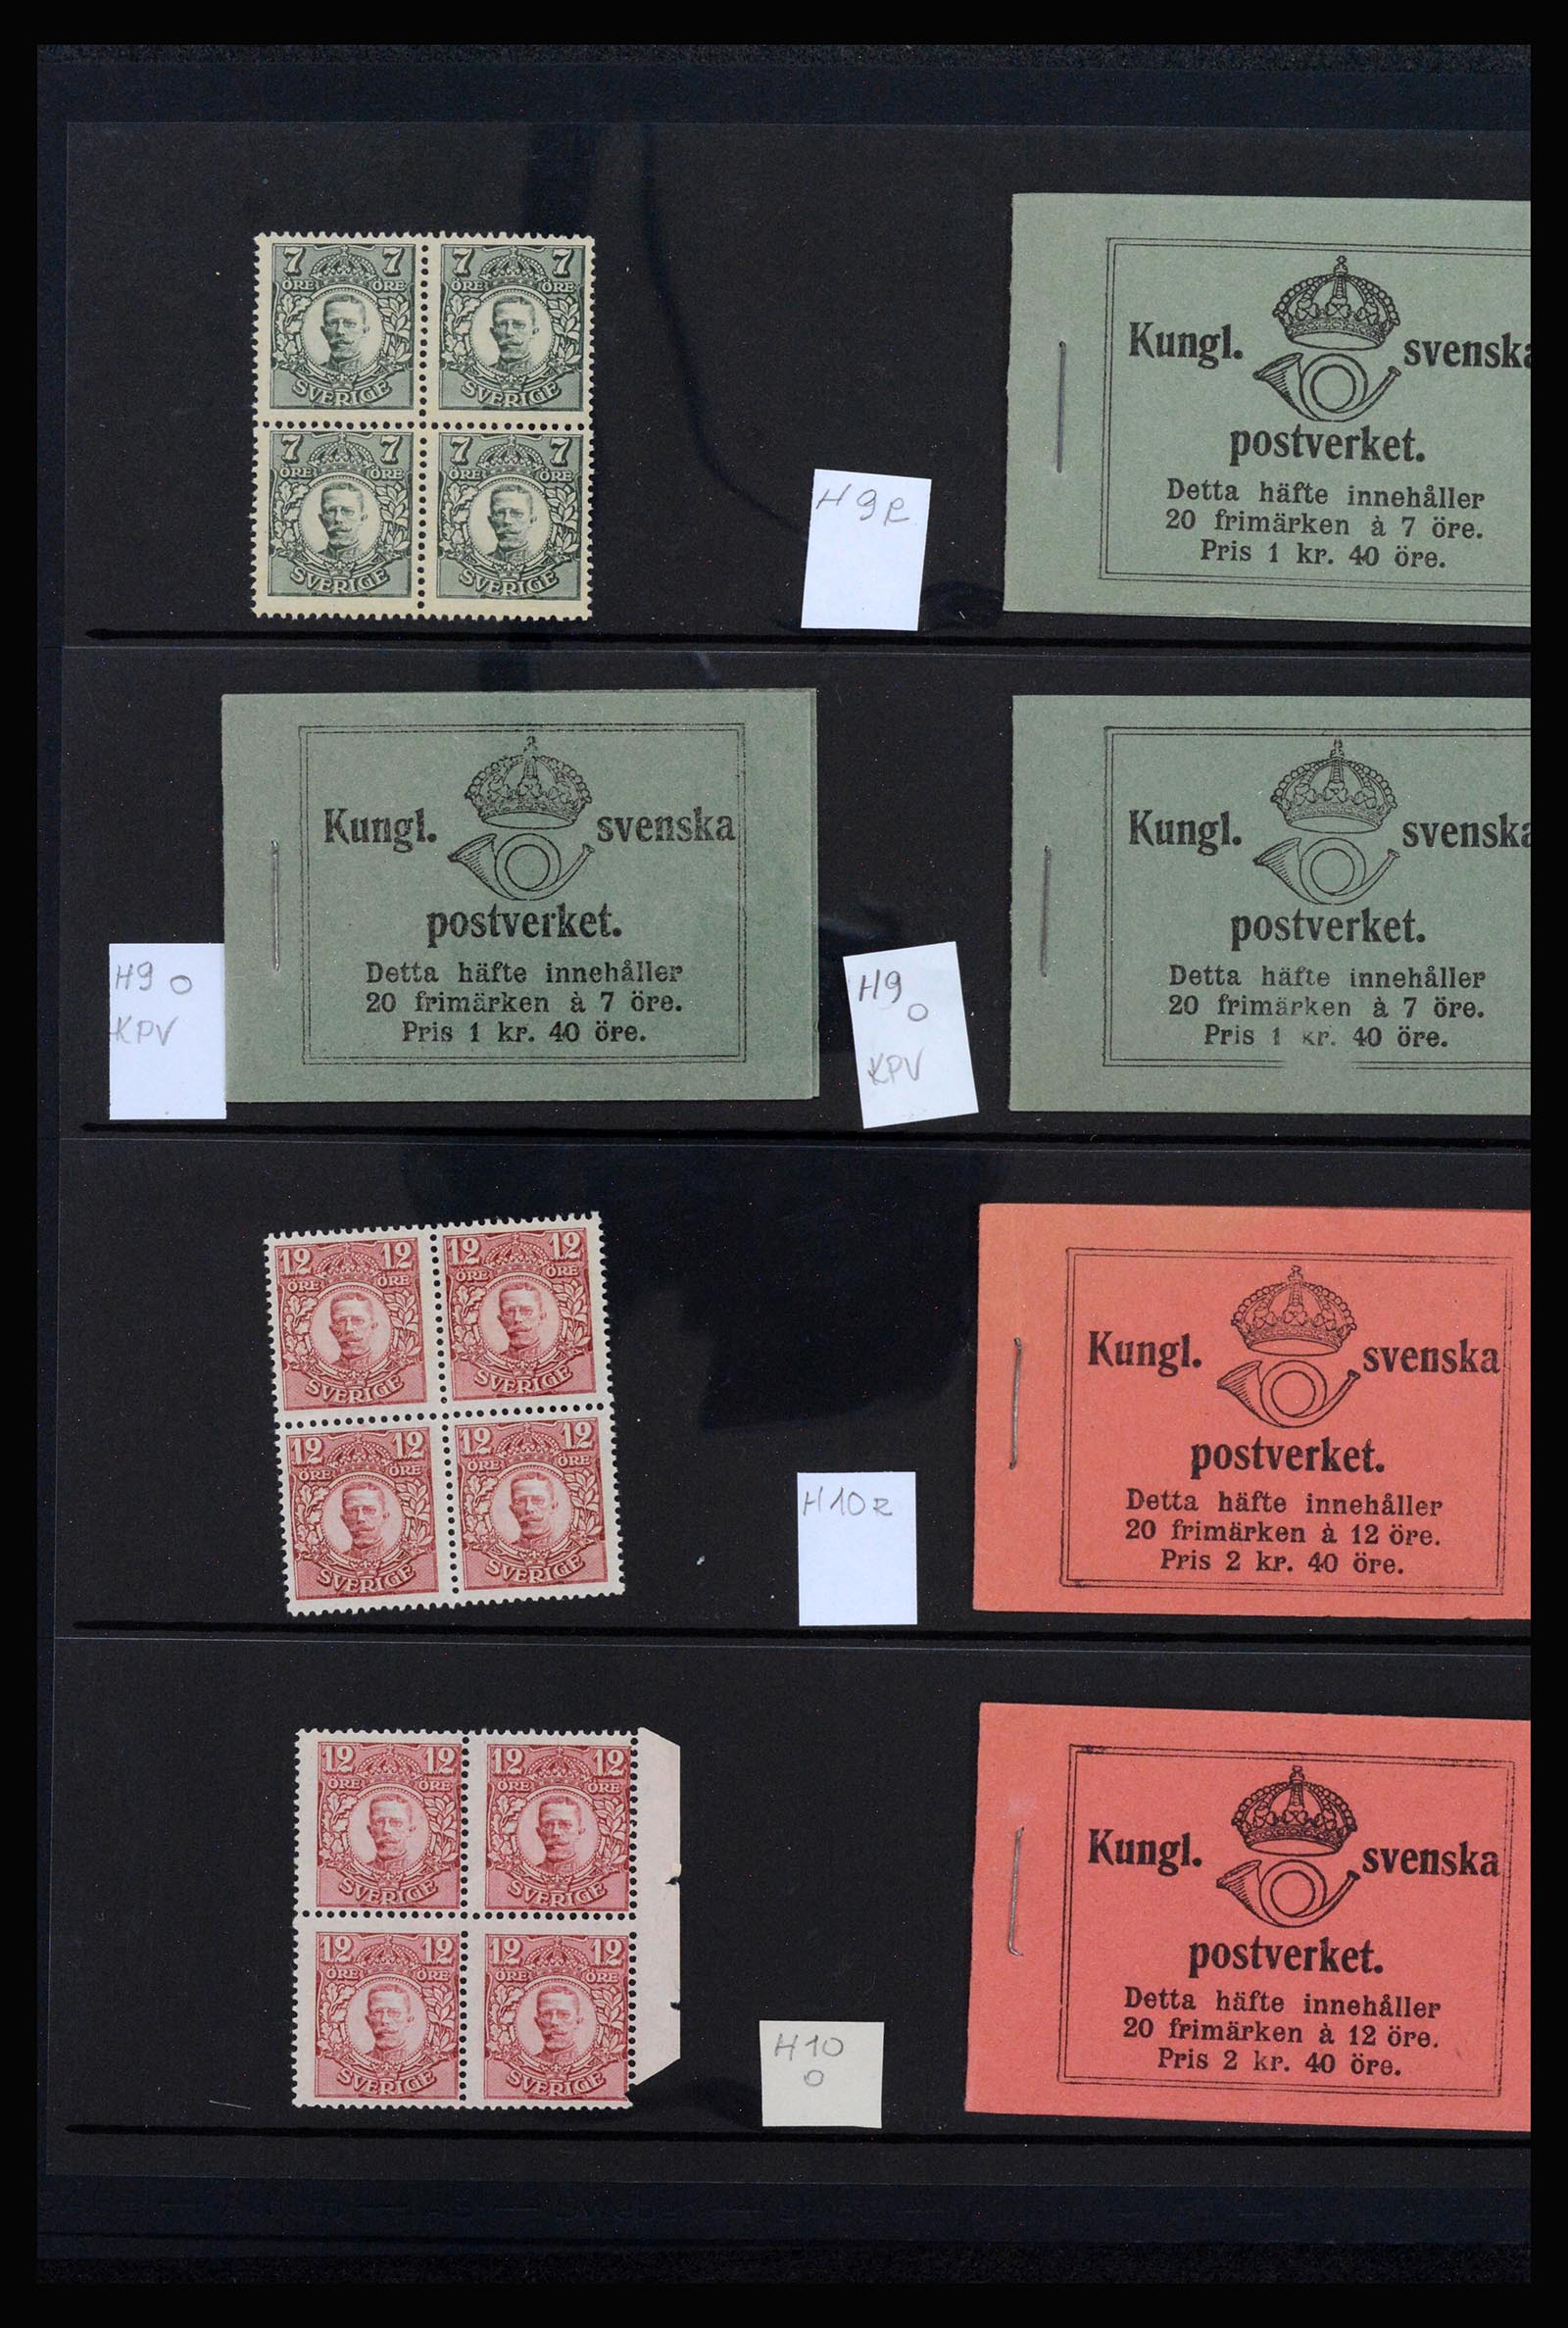 7 7 7 7
ÖRE ÖRE ÖRE ÖRE
SVERIGE SVERIGE
7 7 7 7
ÖRE ÖRE ÖRE ÖRE
SVERIGE SVERIGE
H9R
Kungl. svenska
postverket.
Detta häfte innehåller
20 frimärken à 7 öre.
Pris 1 kr. 40 öre.
H9 o
KPV
Kungl. svenska
postverket.
Detta häfte innehåller
20 frimärken à 7 öre.
Pris 1 kr. 40 öre.
H9
o
KPV
Kungl. svenska
postverket.
Detta häfte innehåller
20 frimärken à 7 öre.
Pris 1 kr. 40 öre.
12 12 12 12
ÖRE ÖRE ÖRE ÖRE
SVERIGE SVERIGE
12 12 12 12
ÖRE ÖRE ÖRE ÖRE
SVERIGE SVERIGE
H10R
Kungl. svenska
postverket.
Detta häfte innehåller
20 frimärken à 12 öre.
Pris 2 kr. 40 öre.
12 12 12 12
ÖRE ÖRE ÖRE ÖRE
SVERIGE SVERIGE
12 12 12 12
ÖRE ÖRE ÖRE ÖRE
SVERIGE SVERIGE
H10
o
Kungl. svenska
postverket.
Detta häfte innehåller
20 frimärken à 12 öre.
Pris 2 kr. 40 öre.